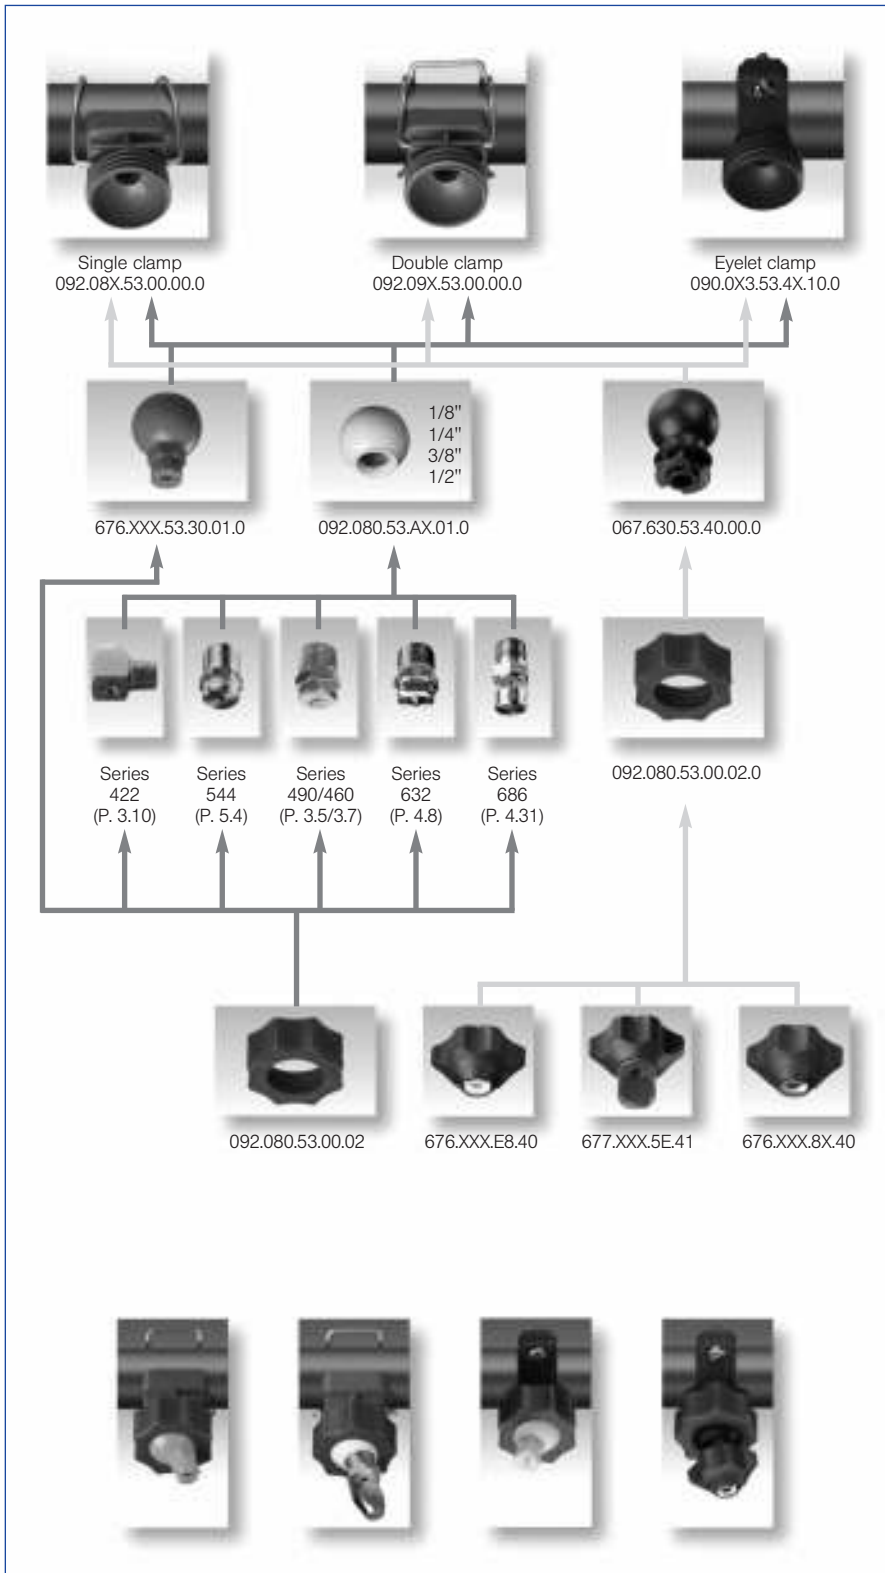 Single clamp
092.08X.53.00.00.0
Double clamp
092.09X.53.00.00.0
Eyelet clamp
090.0X3.53.4X.10.0
1/8"
1/4"
3/8"
1/2"
676.XXX.53.30.01.0
092.080.53.AX.01.0
067.630.53.40.00.0
Series
422
(P. 3.10)
Series
544
(P. 5.4)
Series
490/460
(P. 3.5/3.7)
Series
632
(P. 4.8)
Series
686
(P. 4.31)
092.080.53.00.02.0
092.080.53.00.02
676.XXX.E8.40
677.XXX.5E.41
676.XXX.8X.40